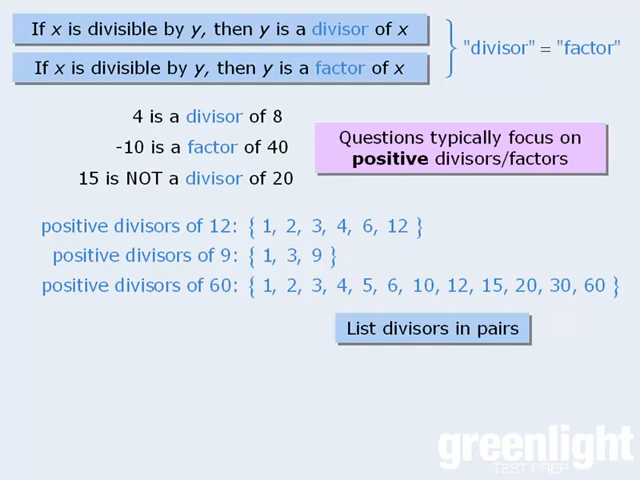 If x is divisible by y, then y is a divisor of x
If x is divisible by y, then y is a factor of x
"divisor" = "factor"
4 is a divisor of 8
-10 is a factor of 40
15 is NOT a divisor of 20
Questions typically focus on
positive divisors/factors
positive divisors of 12: { 1, 2, 3, 4, 6, 12 }
positive divisors of 9: { 1, 3, 9 }
positive divisors of 60: { 1, 2, 3, 4, 5, 6, 10, 12, 15, 20, 30, 60 }
List divisors in pairs
greenlight
TEST PREP